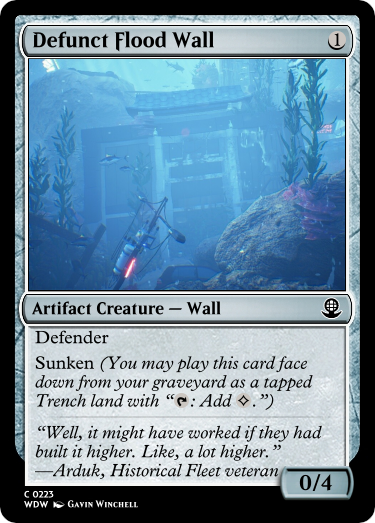 Defunct Flood Wall 1
Artifact Creature — Wall
Defender
Sunken (You may play this card face
down from your graveyard as a tapped
Trench land with “T: Add C.”)
“Well, it might have worked if they had
built it higher. Like, a lot higher.”
—Arduk, Historical Fleet veteran
0/4
C 0223
WDW Gavin Winchell